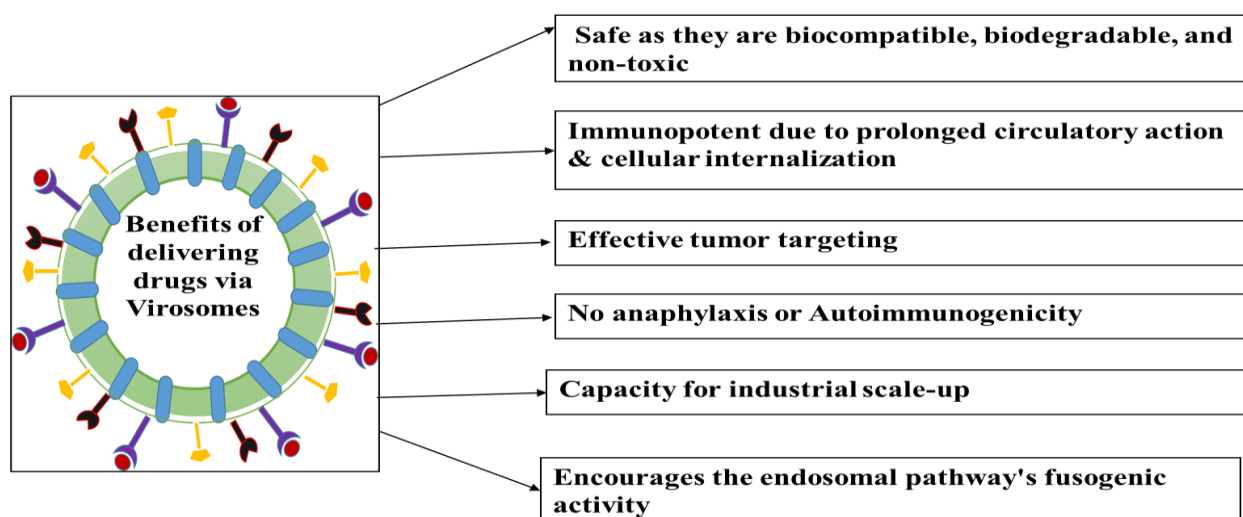 Benefits of
delivering
drugs via
Virosomes
Safe as they are biocompatible, biodegradable, and
non-toxic
Immunopotent due to prolonged circulatory action
& cellular internalization
Effective tumor targeting
No anaphylaxis or Autoimmunogenicity
Capacity for industrial scale-up
Encourages the endosomal pathway's fusogenic
activity